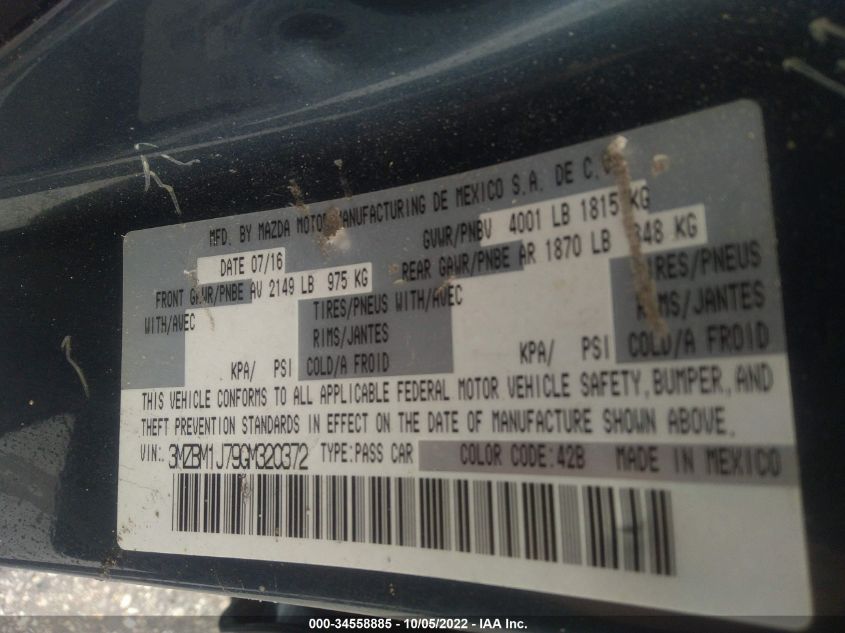 MFD. BY MAZDA MOTOR MANUFACTURING DE MEXICO S.A. DE C.V.
DATE 07/16 GVWR/PNBV 4001 LB 1815 KG
FRONT GAWR/PNBE AV 2149 LB 975 KG REAR GAWR/PNBE AR 1870 LB 848 KG
WITH/AVEC TIRES/PNEUS WITH/AVEC TIRES/PNEUS
RIMS/JANTES RIMS/JANTES
KPA/ PSI COLD/A FROID KPA/ PSI COLD/A FROID
THIS VEHICLE CONFORMS TO ALL APPLICABLE FEDERAL MOTOR VEHICLE SAFETY, BUMPER, AND
THEFT PREVENTION STANDARDS IN EFFECT ON THE DATE OF MANUFACTURE SHOWN ABOVE.
VIN:. 3MZBM1J79GM320372 TYPE:PASS CAR COLOR CODE:42B MADE IN MEXICO
000-34558885 - 10/05/2022 - IAA Inc.